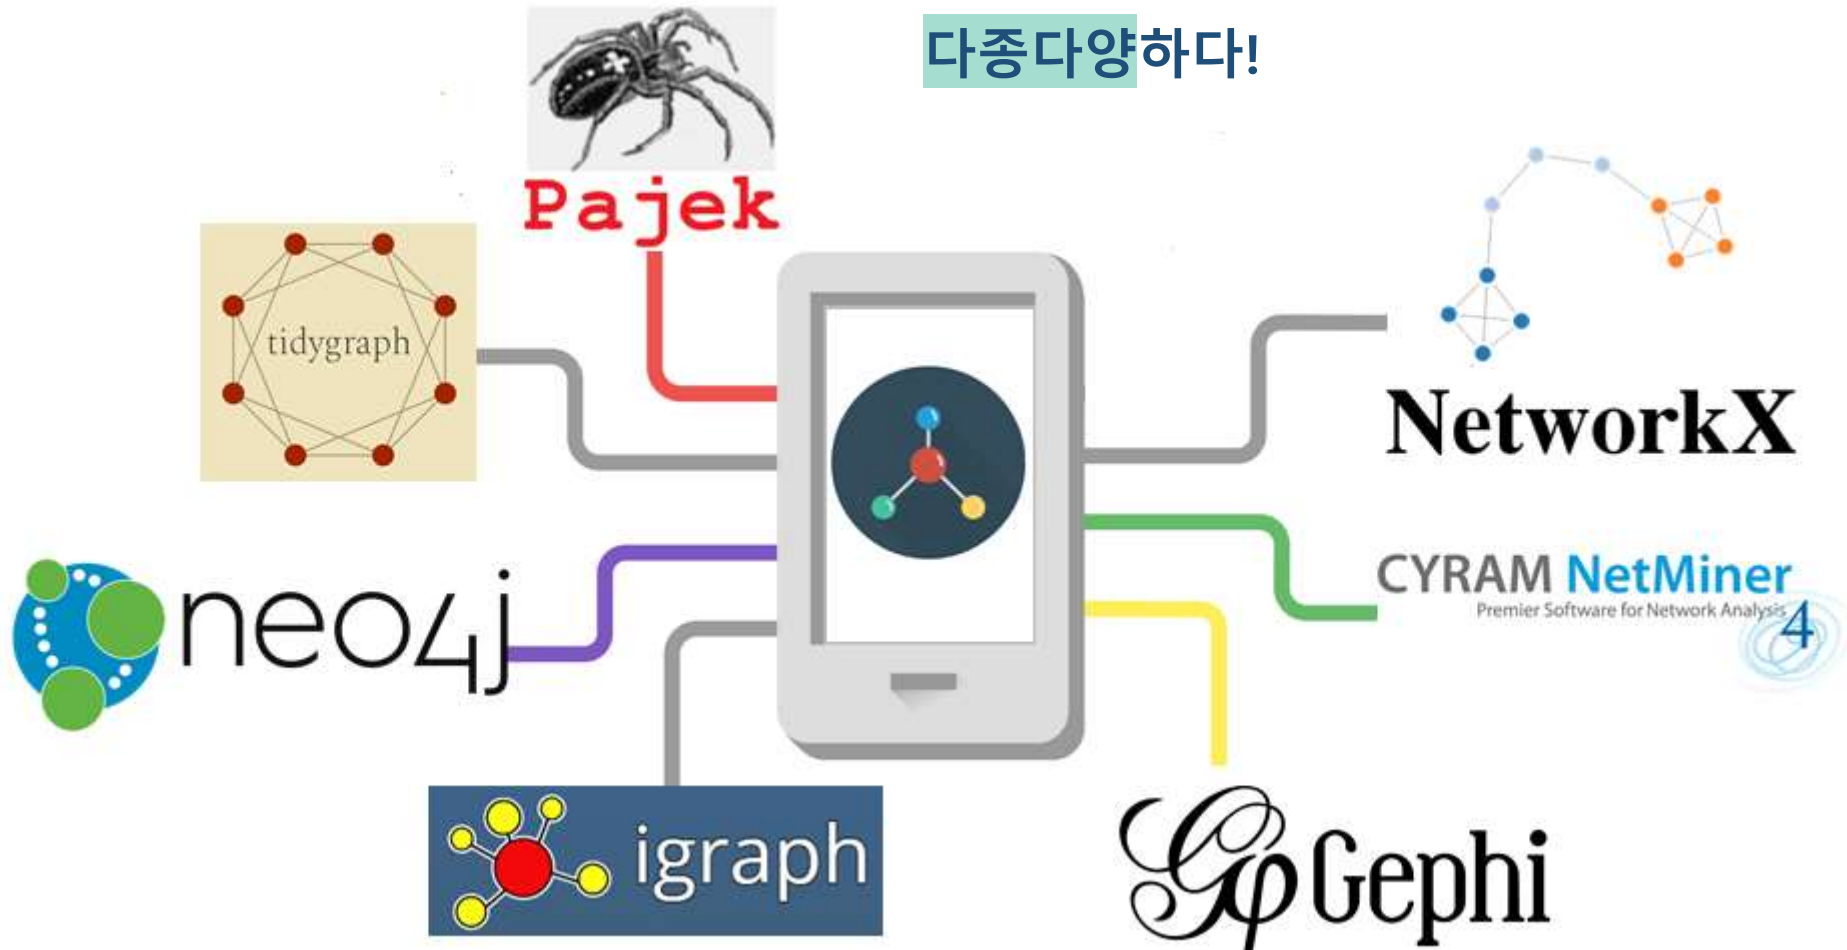 다종다양하다!
Pajek
tidygraph
NetworkX
neo4j
CYRAM NetMiner
Premier Software for Network Analysis
4
igraph
Gephi